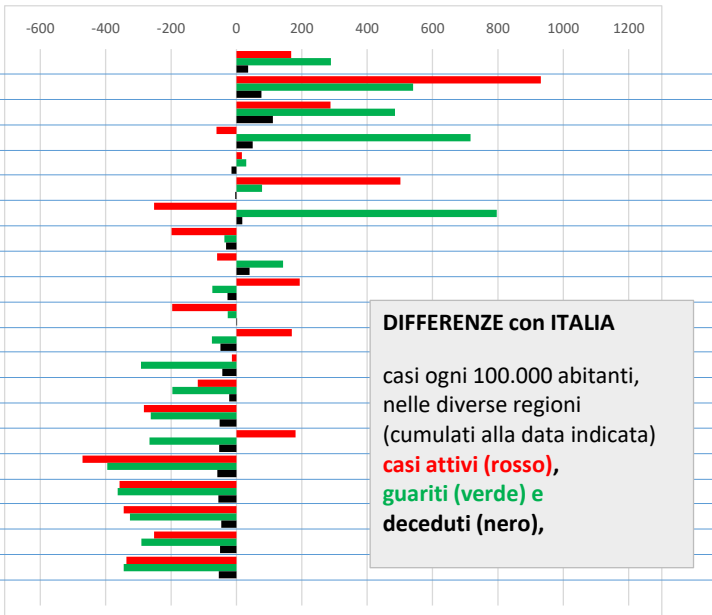 -600 -400 -200 0 200 400 600 800 1000 1200
DIFFERENZE con ITALIA
casi ogni 100.000 abitanti,
nelle diverse regioni
(cumulati alla data indicata)
casi attivi (rosso),
guariti (verde) e
deceduti (nero),